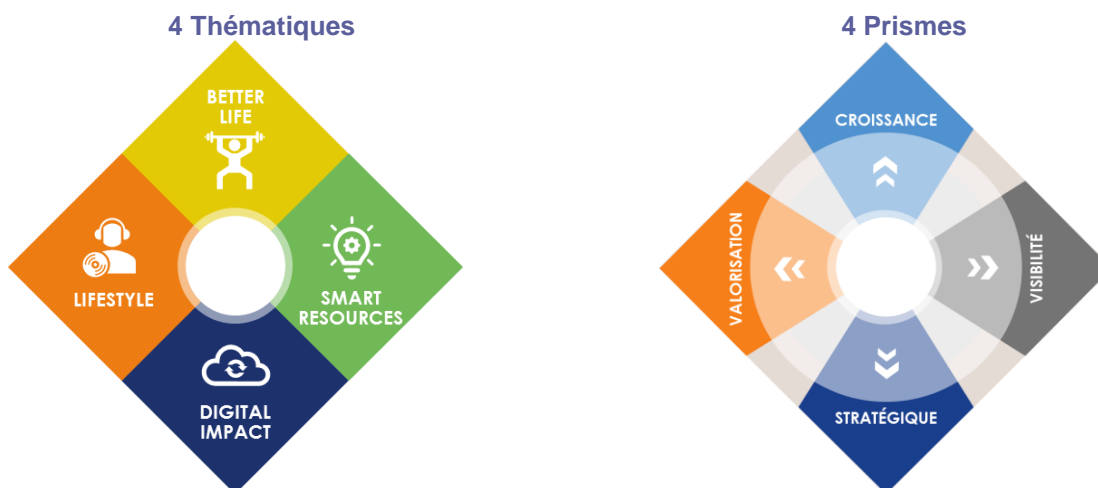 4 Thématiques
BETTER
LIFE
LIFESTYLE
SMART
RESOURCES
DIGITAL
IMPACT
4 Prismes
CROISSANCE
VALORISATION
VISIBILITÉ
STRATÉGIQUE